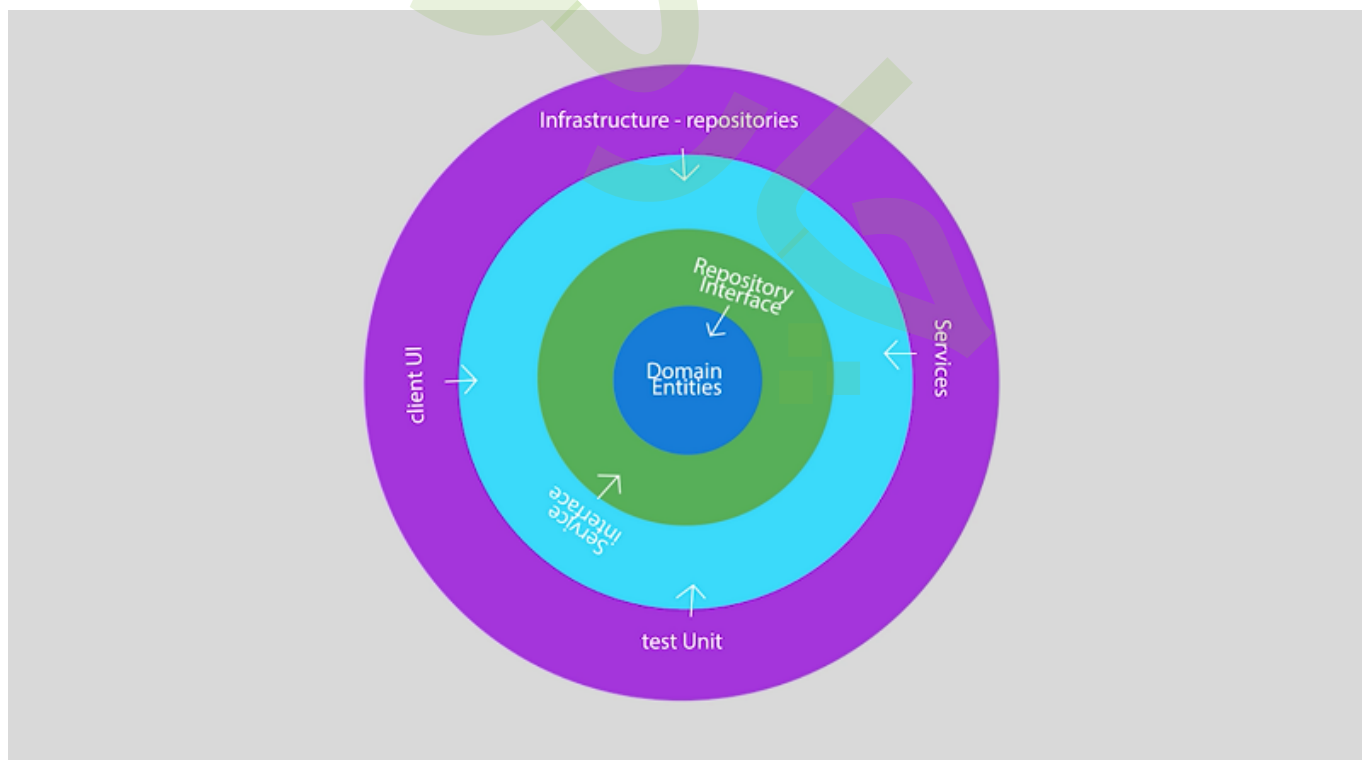 Infrastructure - repositories
Repository
Interface
Services
client UI
Domain
Entities
Service
interface
test Unit